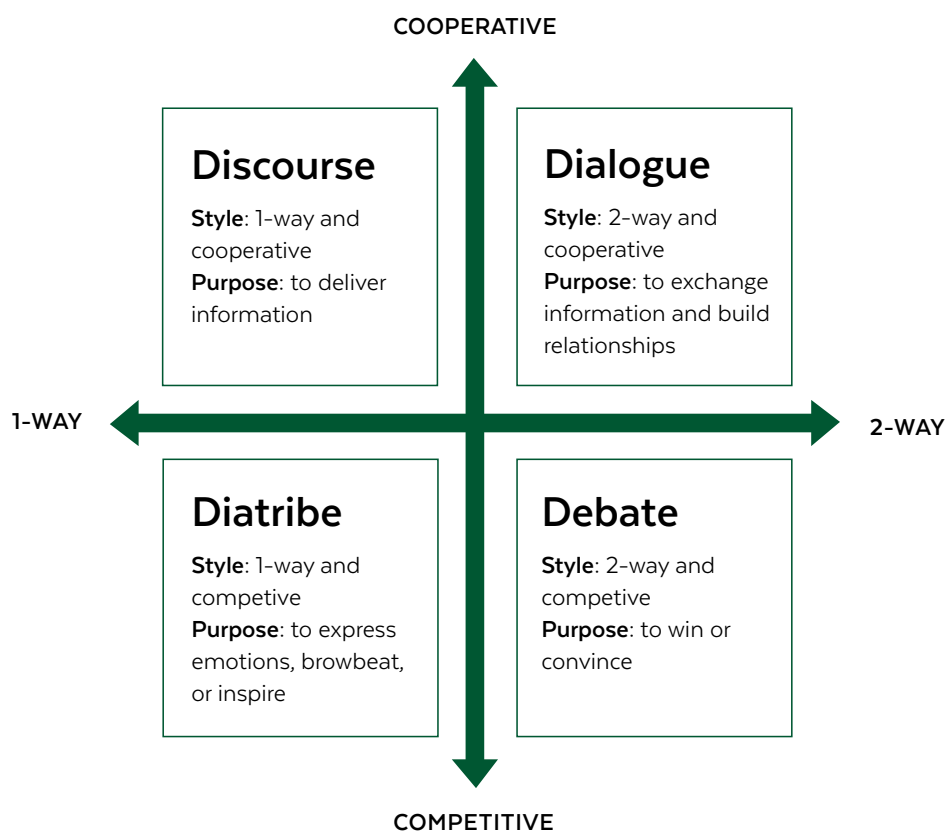 COOPERATIVE
Discourse
Style: 1-way and
cooperative
Purpose: to deliver
information
Dialogue
Style: 2-way and
cooperative
Purpose: to exchange
information and build
relationships
1-WAY
2-WAY
Diatribe
Style: 1-way and
competive
Purpose: to express
emotions, browbeat,
or inspire
Debate
Style: 2-way and
competive
Purpose: to win or
convince
COMPETITIVE